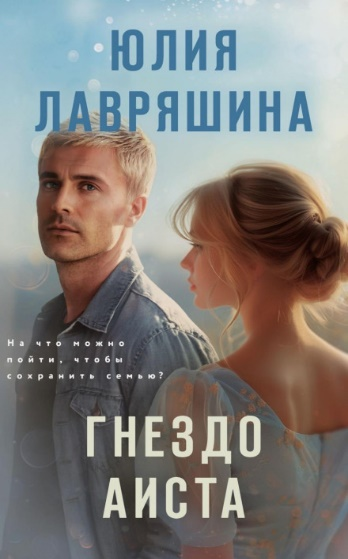 ЮЛИЯ
ЛАВРЯШИНА
На что можно
пойти, чтобы
сохранить семью?
ГНЕЗДО
АИСТА